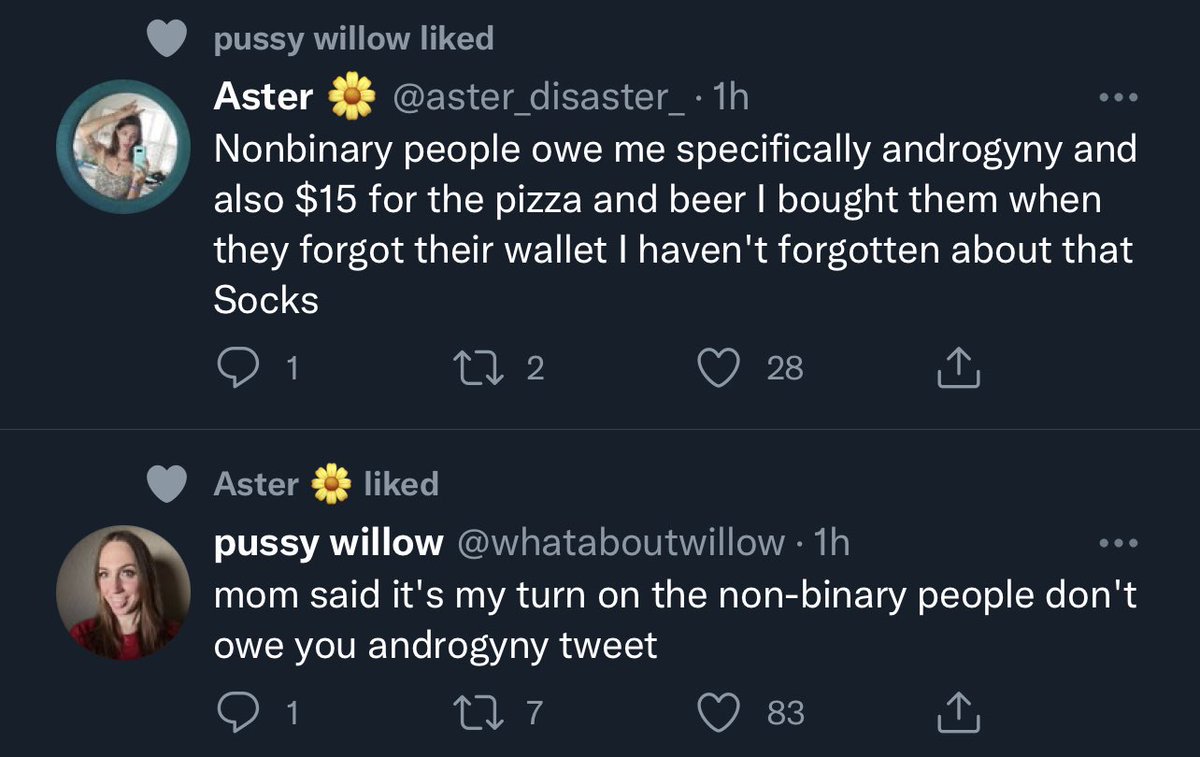 pussy willow liked
Aster 🌼 @aster_disaster_ · 1h
Nonbinary people owe me specifically androgyny and
also $15 for the pizza and beer I bought them when
they forgot their wallet I haven't forgotten about that
Socks
1 2 28
Aster 🌼 liked
pussy willow @whataboutwillow · 1h
mom said it's my turn on the non-binary people don't
owe you androgyny tweet
1 7 83